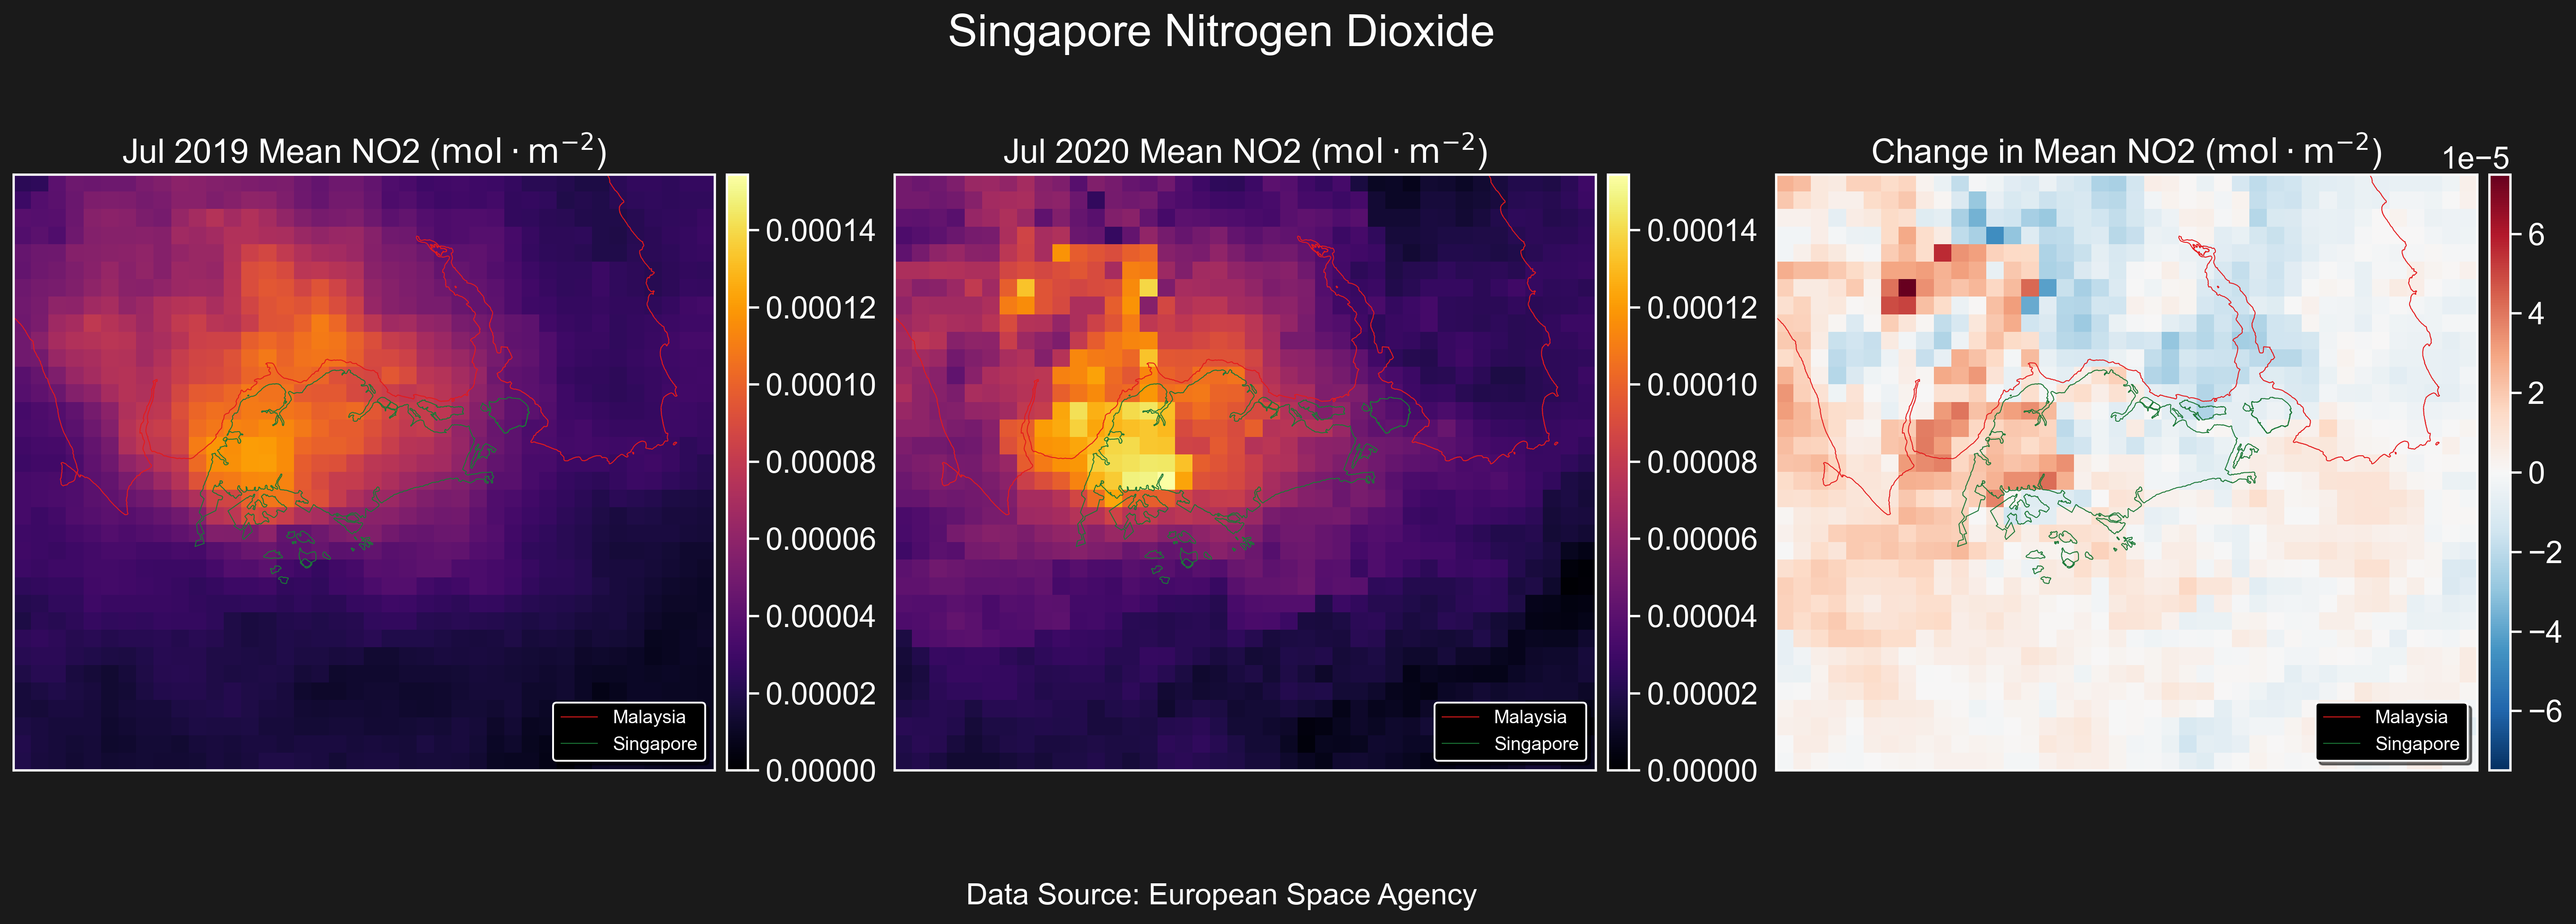 Singapore Nitrogen Dioxide
Jul 2019 Mean NO2 (mol · m−2)
0.00014
0.00012
0.00010
0.00008
0.00006
0.00004
0.00002
0.00000
Malaysia
Singapore
Jul 2020 Mean NO2 (mol · m−2)
0.00014
0.00012
0.00010
0.00008
0.00006
0.00004
0.00002
0.00000
Malaysia
Singapore
Change in Mean NO2 (mol · m−2)
1e−5
6
4
2
0
−2
−4
−6
Malaysia
Singapore
Data Source: European Space Agency